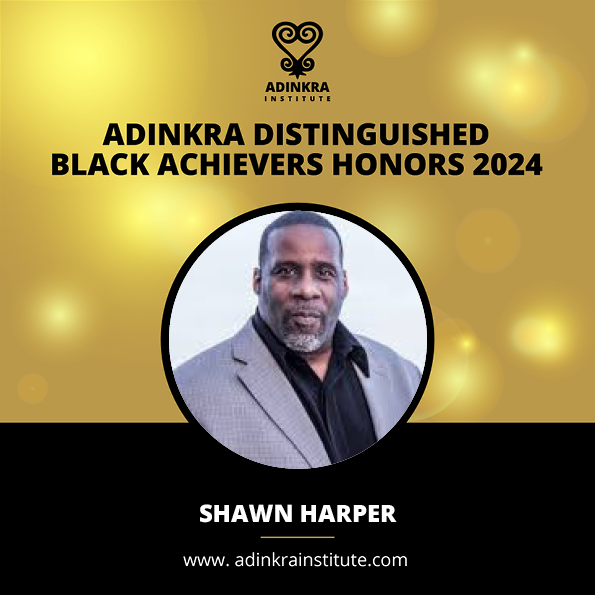 ADINKRA
INSTITUTE
ADINKRA DISTINGUISHED
BLACK ACHIEVERS HONORS 2024
SHAWN HARPER
www. adinkrainstitute.com